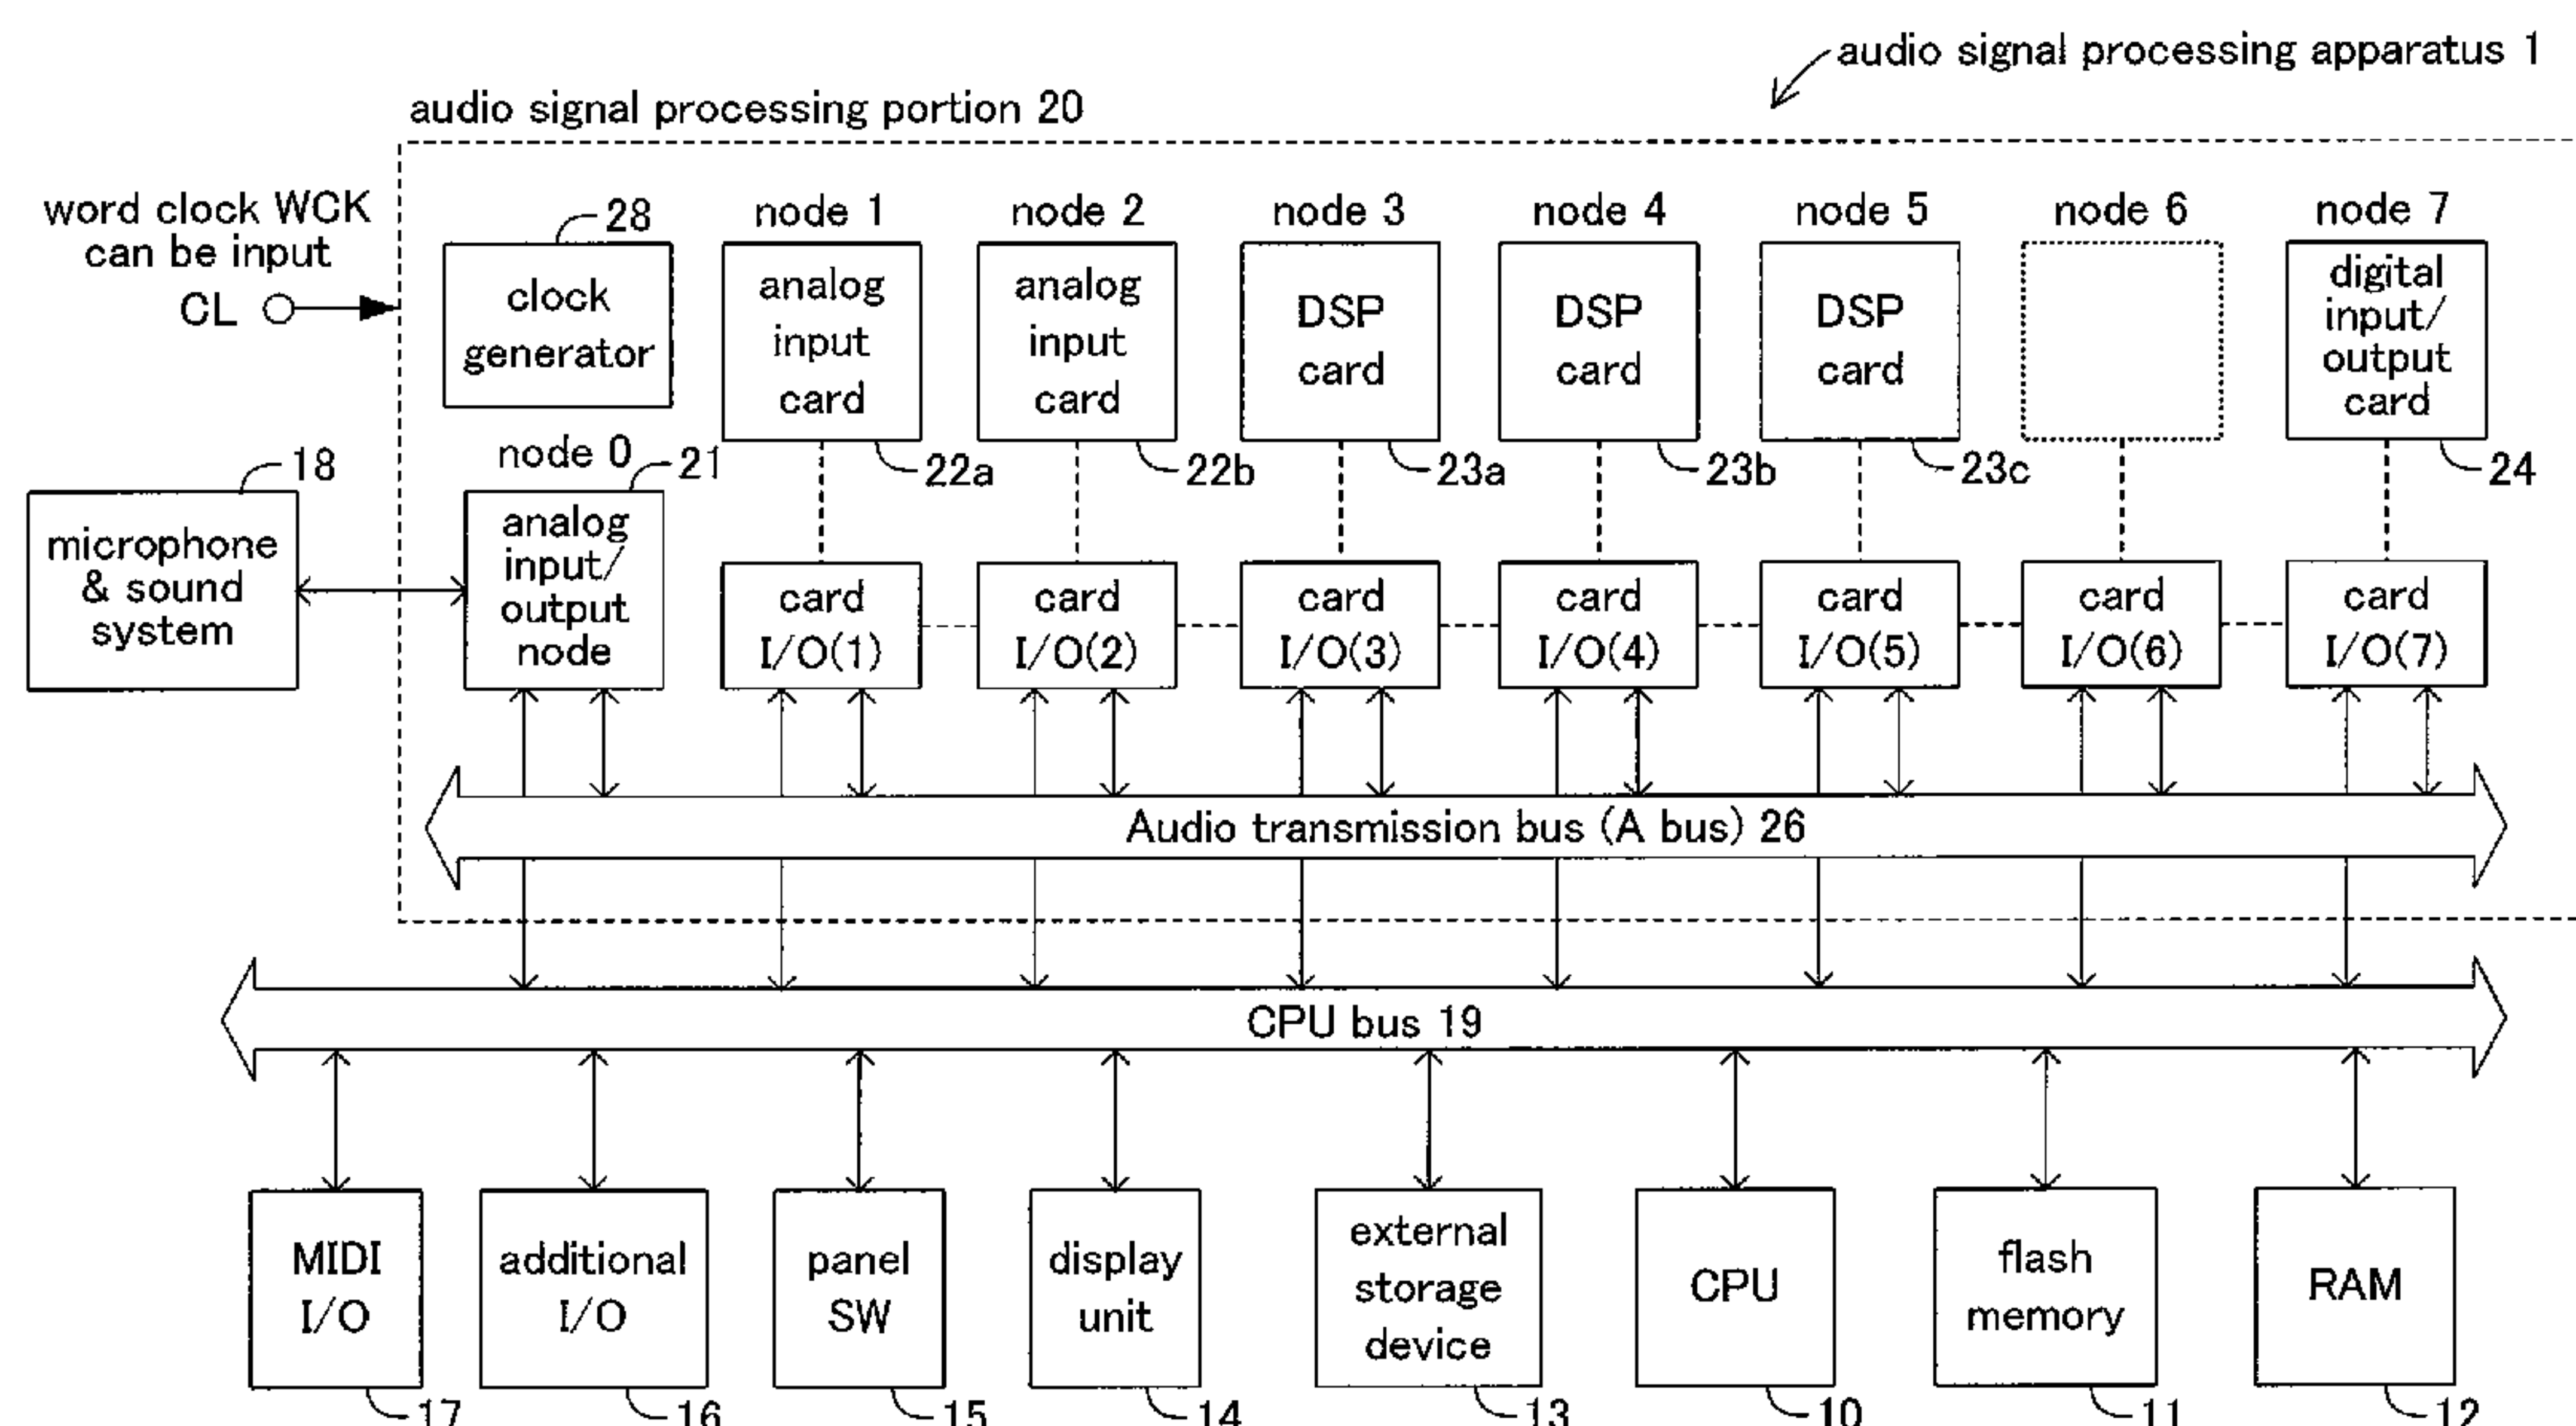 audio signal processing apparatus 1
audio signal processing portion 20
word clock WCK
can be input
CL
28
clock
generator
node 1
analog
input
card
22a
node 2
analog
input
card
22b
node 3
DSP
card
23a
node 4
DSP
card
23b
node 5
DSP
card
23c
node 6
node 7
digital
input/
output
card
24
18
microphone
& sound
system
node 0
21
analog
input/
output
node
card
I/O(1)
card
I/O(2)
card
I/O(3)
card
I/O(4)
card
I/O(5)
card
I/O(6)
card
I/O(7)
Audio transmission bus (A bus) 26
CPU bus 19
MIDI
I/O
17
additional
I/O
16
panel
SW
15
display
unit
14
external
storage
device
13
CPU
10
flash
memory
11
RAM
12